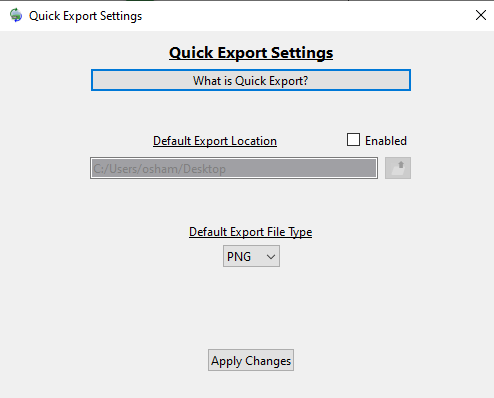 Quick Export Settings
Quick Export Settings
What is Quick Export?
Default Export Location
Enabled
C:/Users/osham/Desktop
Default Export File Type
PNG
Apply Changes